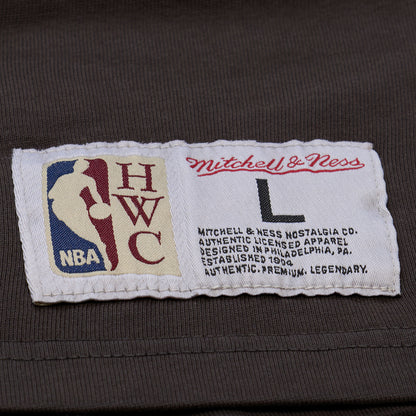 NBA
H
W
C
Mitchell & Ness
L
MITCHELL & NESS NOSTALGIA CO.
AUTHENTIC LICENSED APPAREL
DESIGNED IN PHILADELPHIA, PA.
ESTABLISHED 1904
AUTHENTIC. PREMIUM. LEGENDARY.